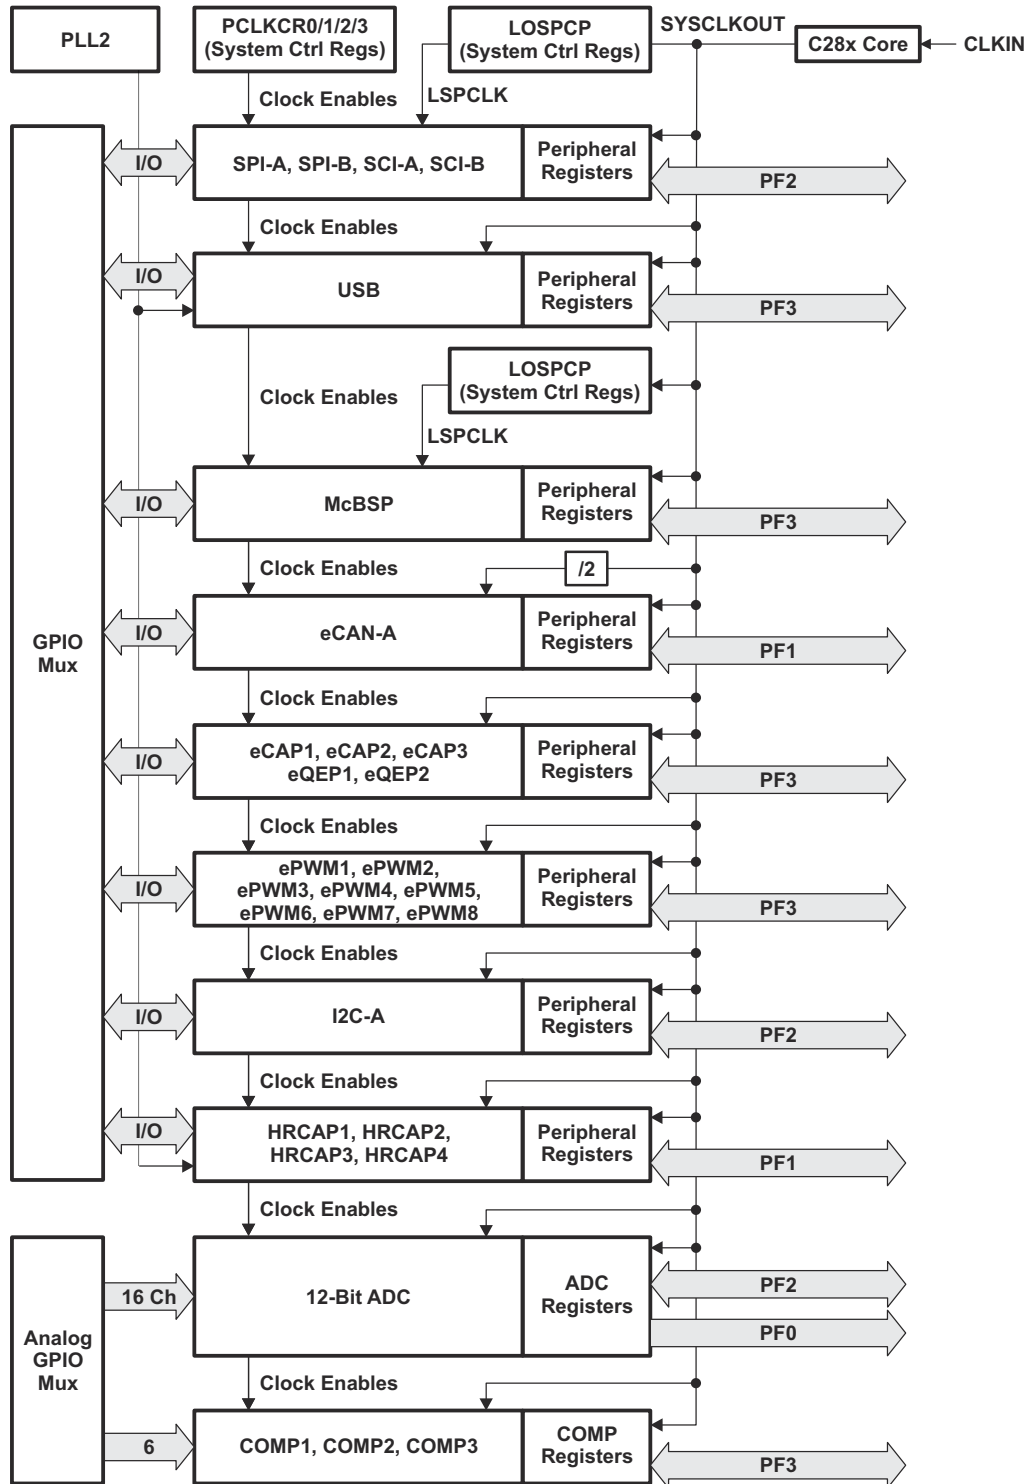 PLL2
PCLKCR0/1/2/3
(System Ctrl Regs)
LOSPCP
(System Ctrl Regs)
SYSCLKOUT
C28x Core
CLKIN
Clock Enables
LSPCLK
I/O
SPI-A, SPI-B, SCI-A, SCI-B
Peripheral
Registers
PF2
Clock Enables
I/O
USB
Peripheral
Registers
PF3
LOSPCP
(System Ctrl Regs)
Clock Enables
LSPCLK
I/O
McBSP
Peripheral
Registers
PF3
Clock Enables
/2
GPIO
Mux
I/O
eCAN-A
Peripheral
Registers
PF1
Clock Enables
I/O
eCAP1, eCAP2, eCAP3
eQEP1, eQEP2
Peripheral
Registers
PF3
Clock Enables
I/O
ePWM1, ePWM2,
ePWM3, ePWM4, ePWM5,
ePWM6, ePWM7, ePWM8
Peripheral
Registers
PF3
Clock Enables
I/O
I2C-A
Peripheral
Registers
PF2
Clock Enables
I/O
HRCAP1, HRCAP2,
HRCAP3, HRCAP4
Peripheral
Registers
PF1
Clock Enables
Analog
GPIO
Mux
16 Ch
12-Bit ADC
ADC
Registers
PF2
PF0
Clock Enables
6
COMP1, COMP2, COMP3
COMP
Registers
PF3